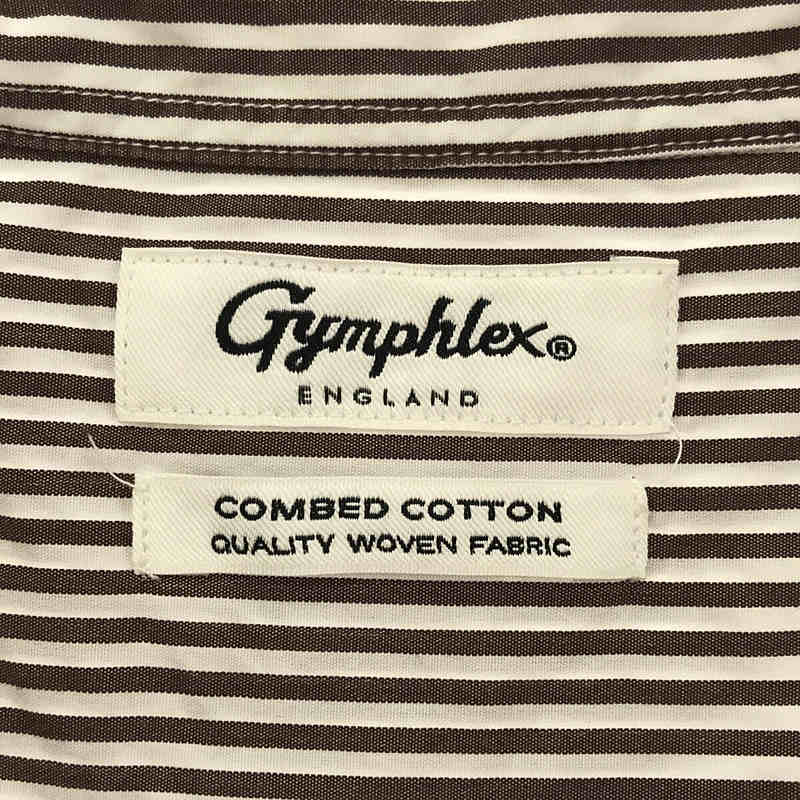 Gymphlex®
ENGLAND
COMBED COTTON
QUALITY WOVEN FABRIC